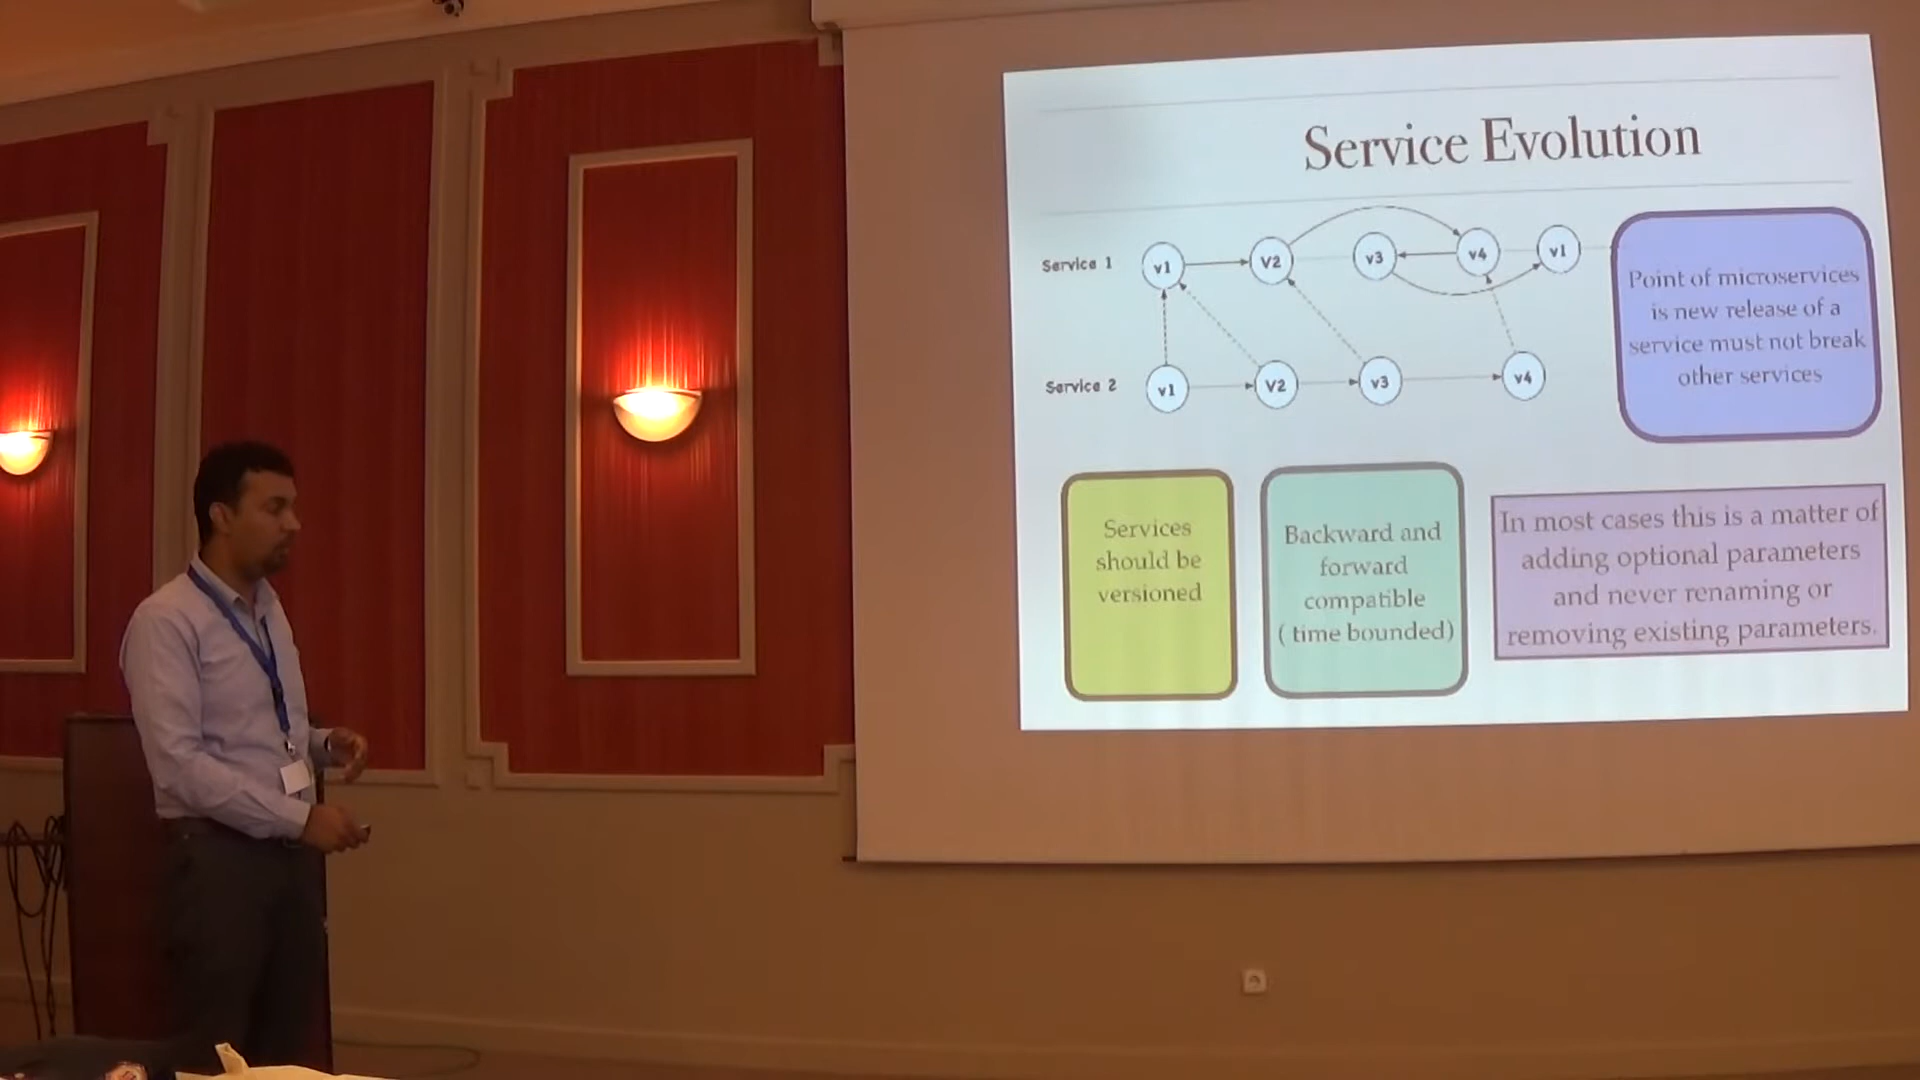 Service Evolution
Service 1
v1
V2
v3
v4
v1
Service 2
v1
V2
v3
v4
Point of microservices
is new release of a
service must not break
other services
Services
should be
versioned
Backward and
forward
compatible
( time bounded)
In most cases this is a matter of
adding optional parameters
and never renaming or
removing existing parameters.